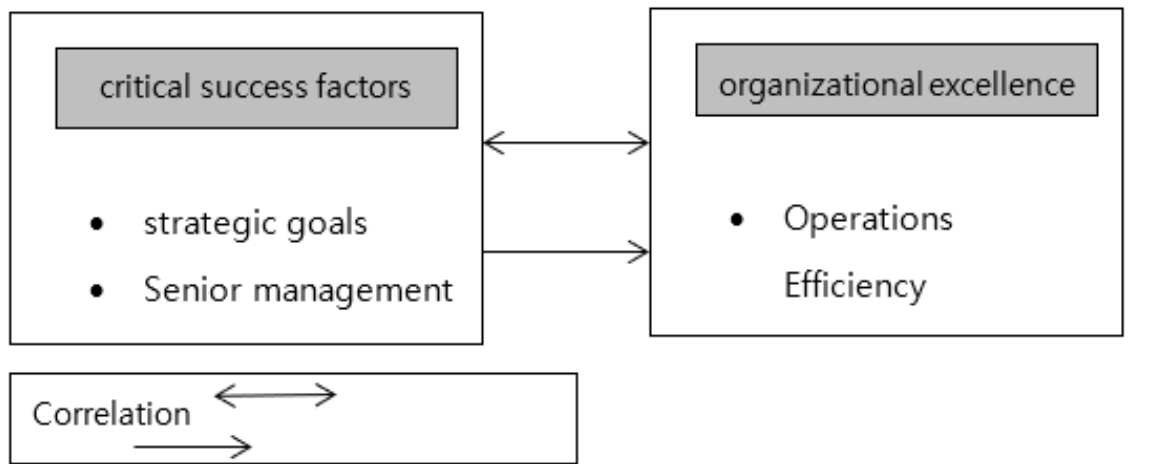 critical success factors
• strategic goals
• Senior management
organizational excellence
• Operations
Efficiency
Correlation